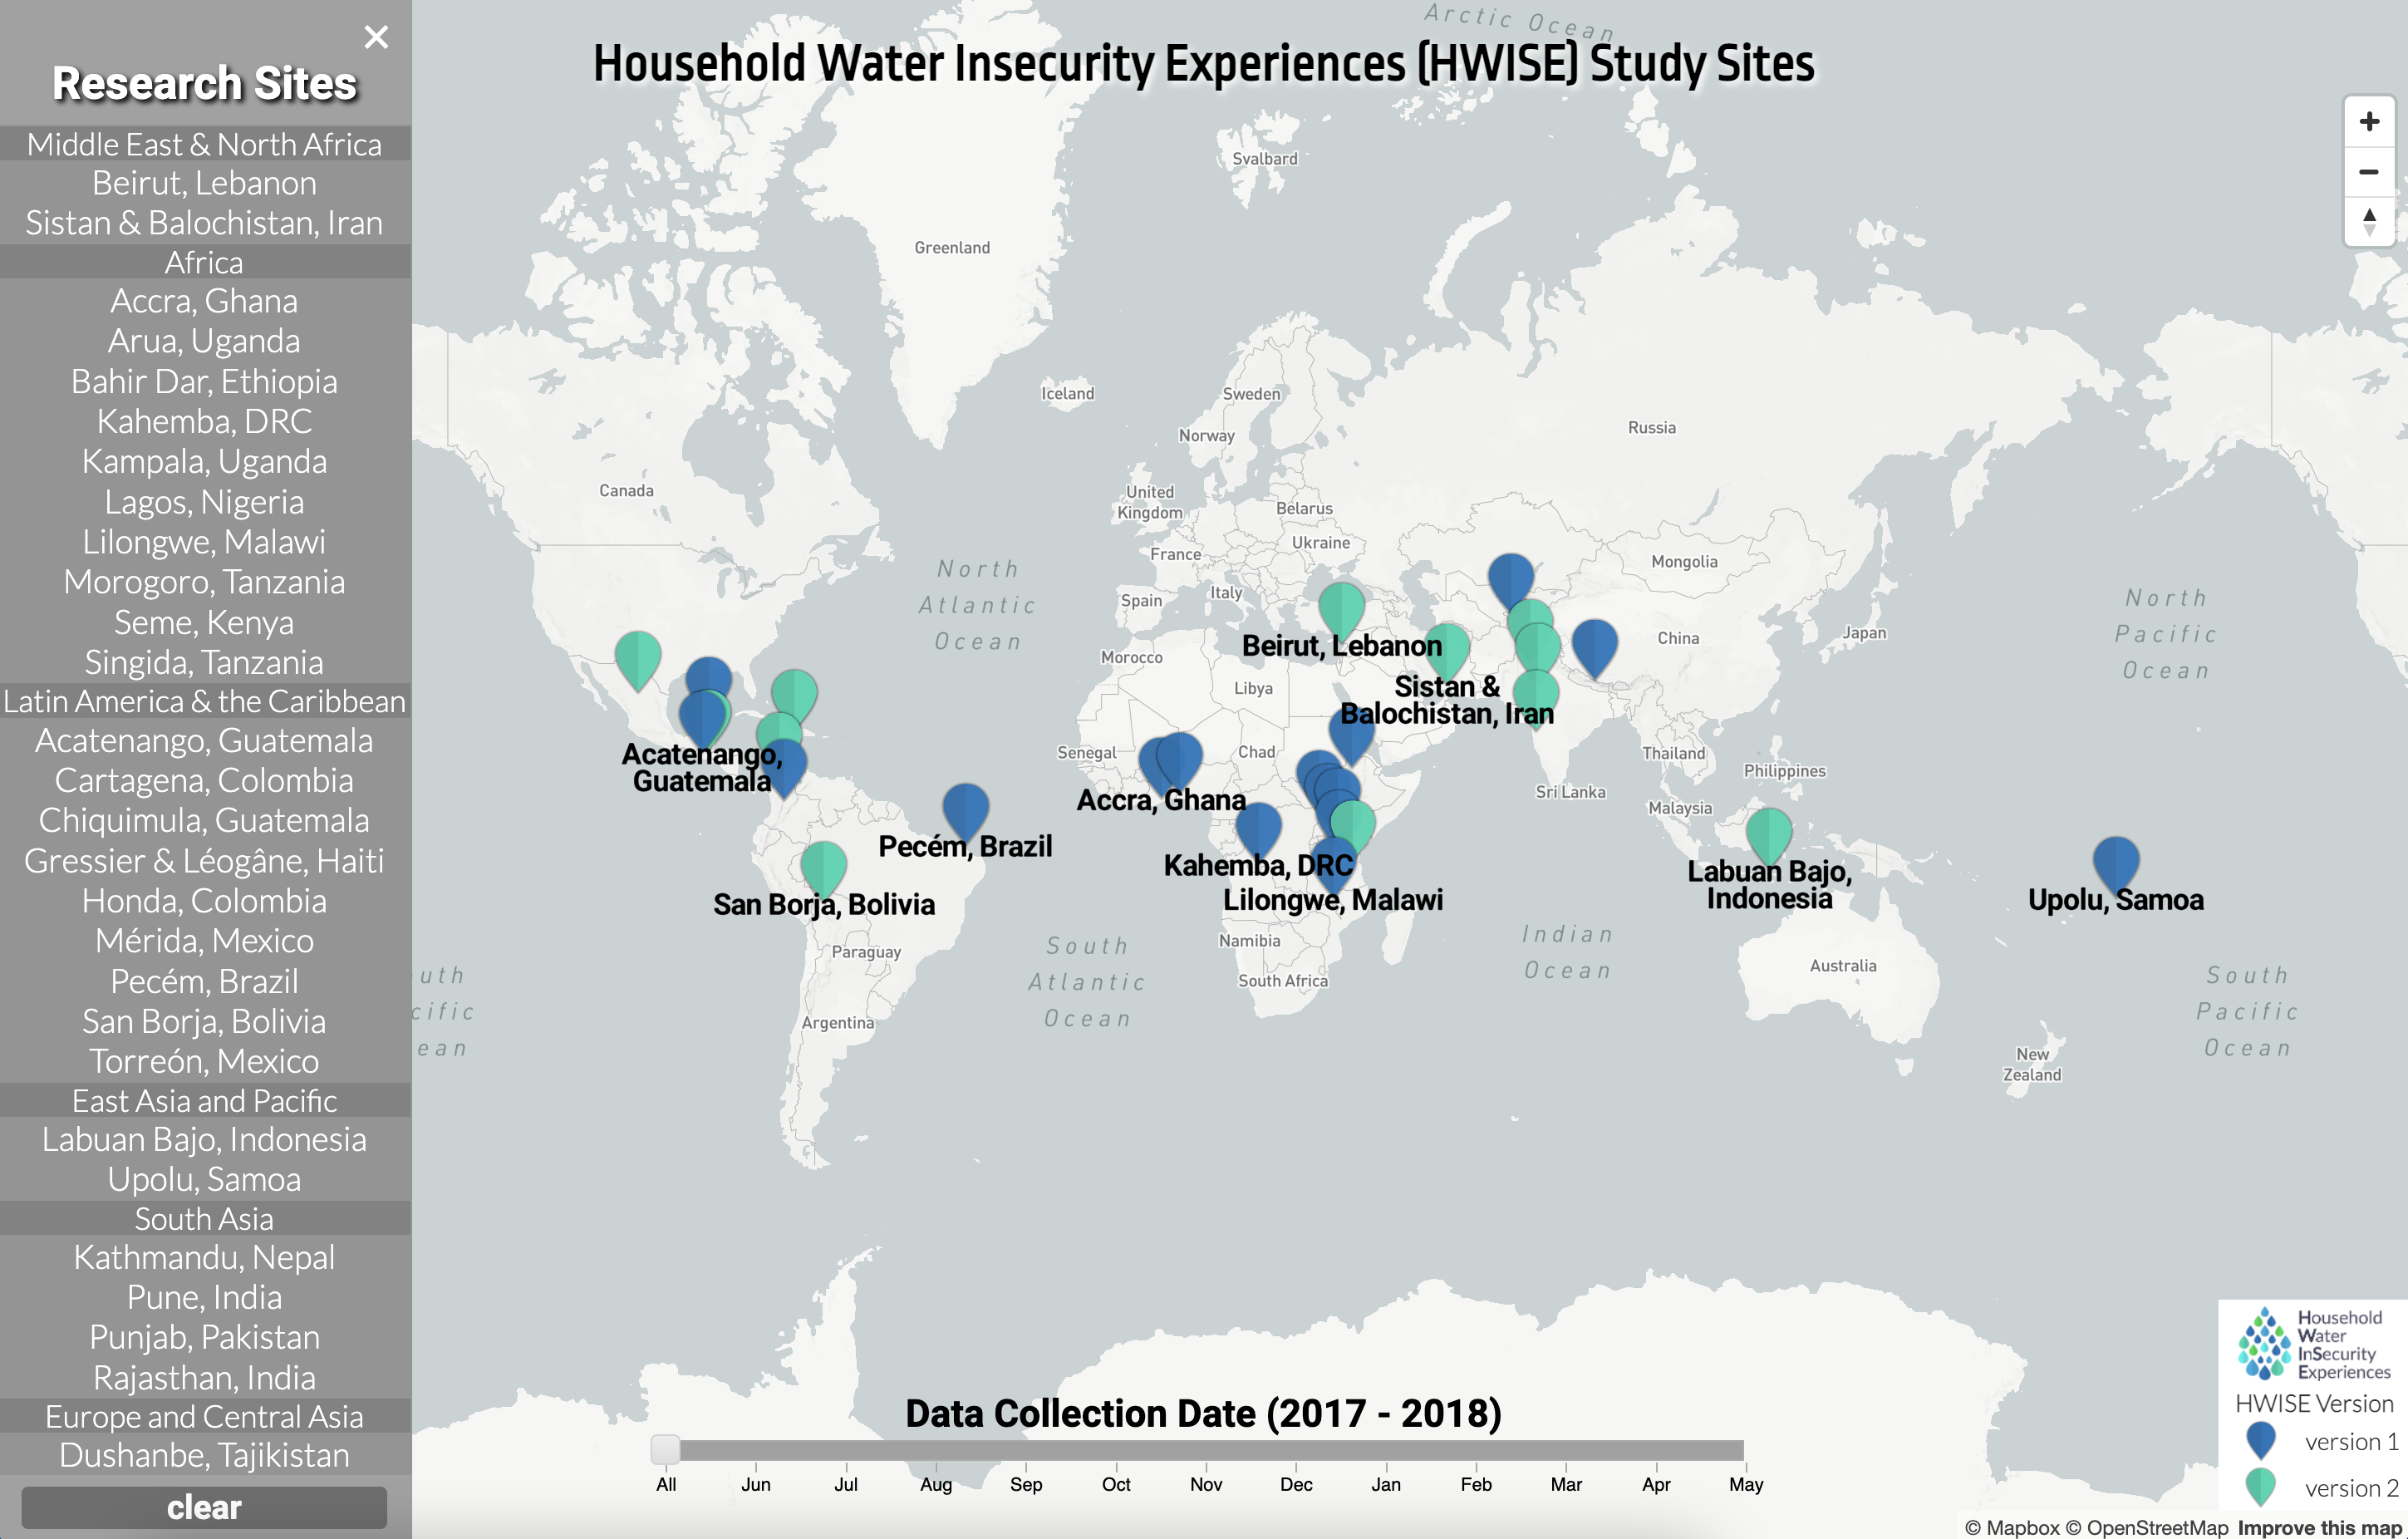 ×
Research Sites
Middle East & North Africa
Beirut, Lebanon
Sistan & Balochistan, Iran
Africa
Accra, Ghana
Arua, Uganda
Bahir Dar, Ethiopia
Kahemba, DRC
Kampala, Uganda
Lagos, Nigeria
Lilongwe, Malawi
Morogoro, Tanzania
Seme, Kenya
Singida, Tanzania
Latin America & the Caribbean
Acatenango, Guatemala
Cartagena, Colombia
Chiquimula, Guatemala
Gressier & Léogâne, Haiti
Honda, Colombia
Mérida, Mexico
Pecém, Brazil
San Borja, Bolivia
Torreón, Mexico
East Asia and Pacific
Labuan Bajo, Indonesia
Upolu, Samoa
South Asia
Kathmandu, Nepal
Pune, India
Punjab, Pakistan
Rajasthan, India
Europe and Central Asia
Dushanbe, Tajikistan
clear
Household Water Insecurity Experiences (HWISE) Study Sites
Arctic Ocean
Svalbard
Greenland
Iceland
Sweden
Norway
Russia
Canada
United
Kingdom
Belarus
Ukraine
France
Mongolia
North
Atlantic
Ocean
Spain
Italy
Japan
China
North
Pacific
Ocean
Morocco
Beirut, Lebanon
Libya
Sistan &
Balochistan, Iran
Senegal
Chad
Thailand
Philippines
Acatenango,
Guatemala
Accra, Ghana
Sri Lanka
Malaysia
Pecém, Brazil
Kahemba, DRC
Labuan Bajo,
Indonesia
San Borja, Bolivia
Lilongwe, Malawi
Upolu, Samoa
Paraguay
Namibia
South Africa
South
Atlantic
Ocean
Indian
Ocean
Australia
uth
cific
ean
South
Pacific
Ocean
Argentina
New
Zealand
Data Collection Date (2017 - 2018)
All Jun Jul Aug Sep Oct Nov Dec Jan Feb Mar Apr May
Household
Water
InSecurity
Experiences
HWISE Version
version 1
version 2
© Mapbox © OpenStreetMap Improve this map